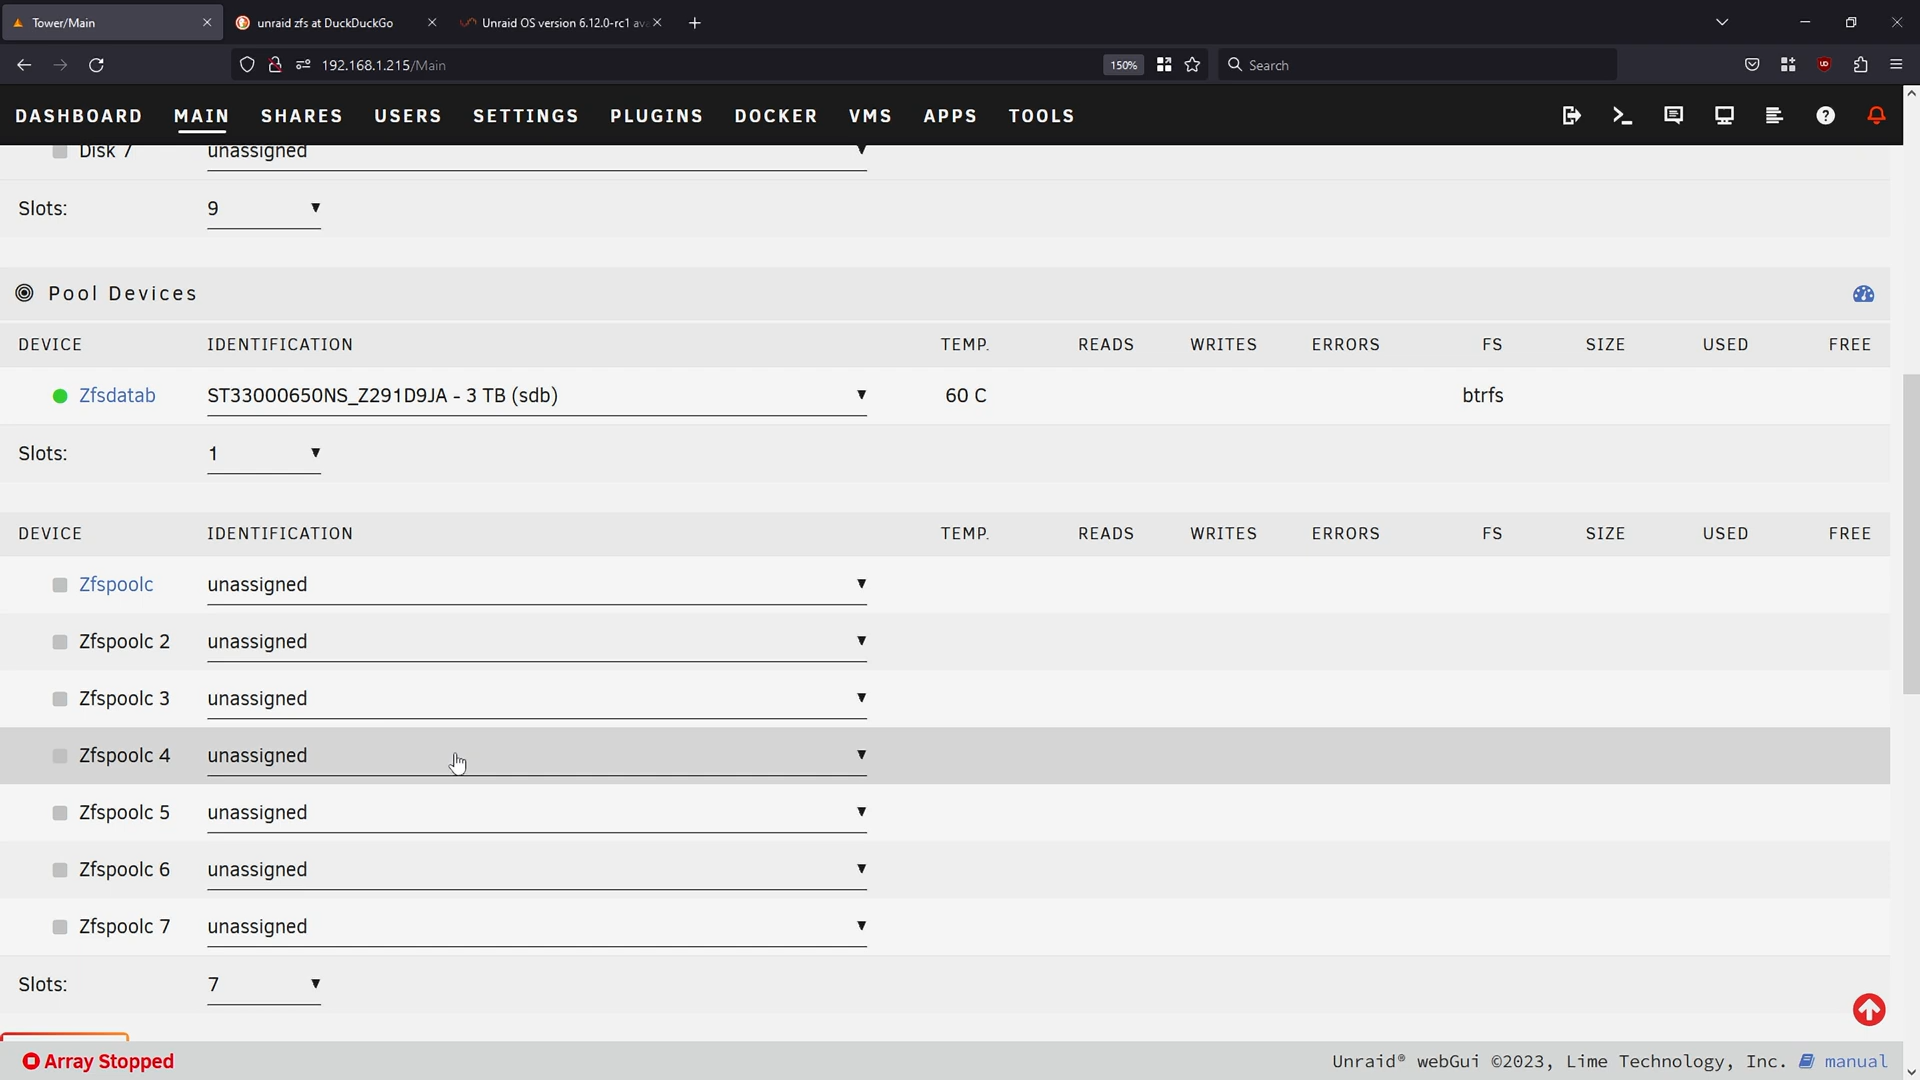 Tower/Main
unraid zfs at DuckDuckGo
Unraid OS version 6.12.0-rc1 av
192.168.1.215/Main
150%
Search
DASHBOARD MAIN SHARES USERS SETTINGS PLUGINS DOCKER VMS APPS TOOLS
Disk 7 unassigned
Slots: 9
Pool Devices
DEVICE IDENTIFICATION TEMP. READS WRITES ERRORS FS SIZE USED FREE
Zfsdatab ST33000650NS_Z291D9JA - 3 TB (sdb) 60 C btrfs
Slots: 1
DEVICE IDENTIFICATION TEMP. READS WRITES ERRORS FS SIZE USED FREE
Zfspoolc unassigned
Zfspoolc 2 unassigned
Zfspoolc 3 unassigned
Zfspoolc 4 unassigned
Zfspoolc 5 unassigned
Zfspoolc 6 unassigned
Zfspoolc 7 unassigned
Slots: 7
Array Stopped
Unraid® webGui ©2023, Lime Technology, Inc. manual